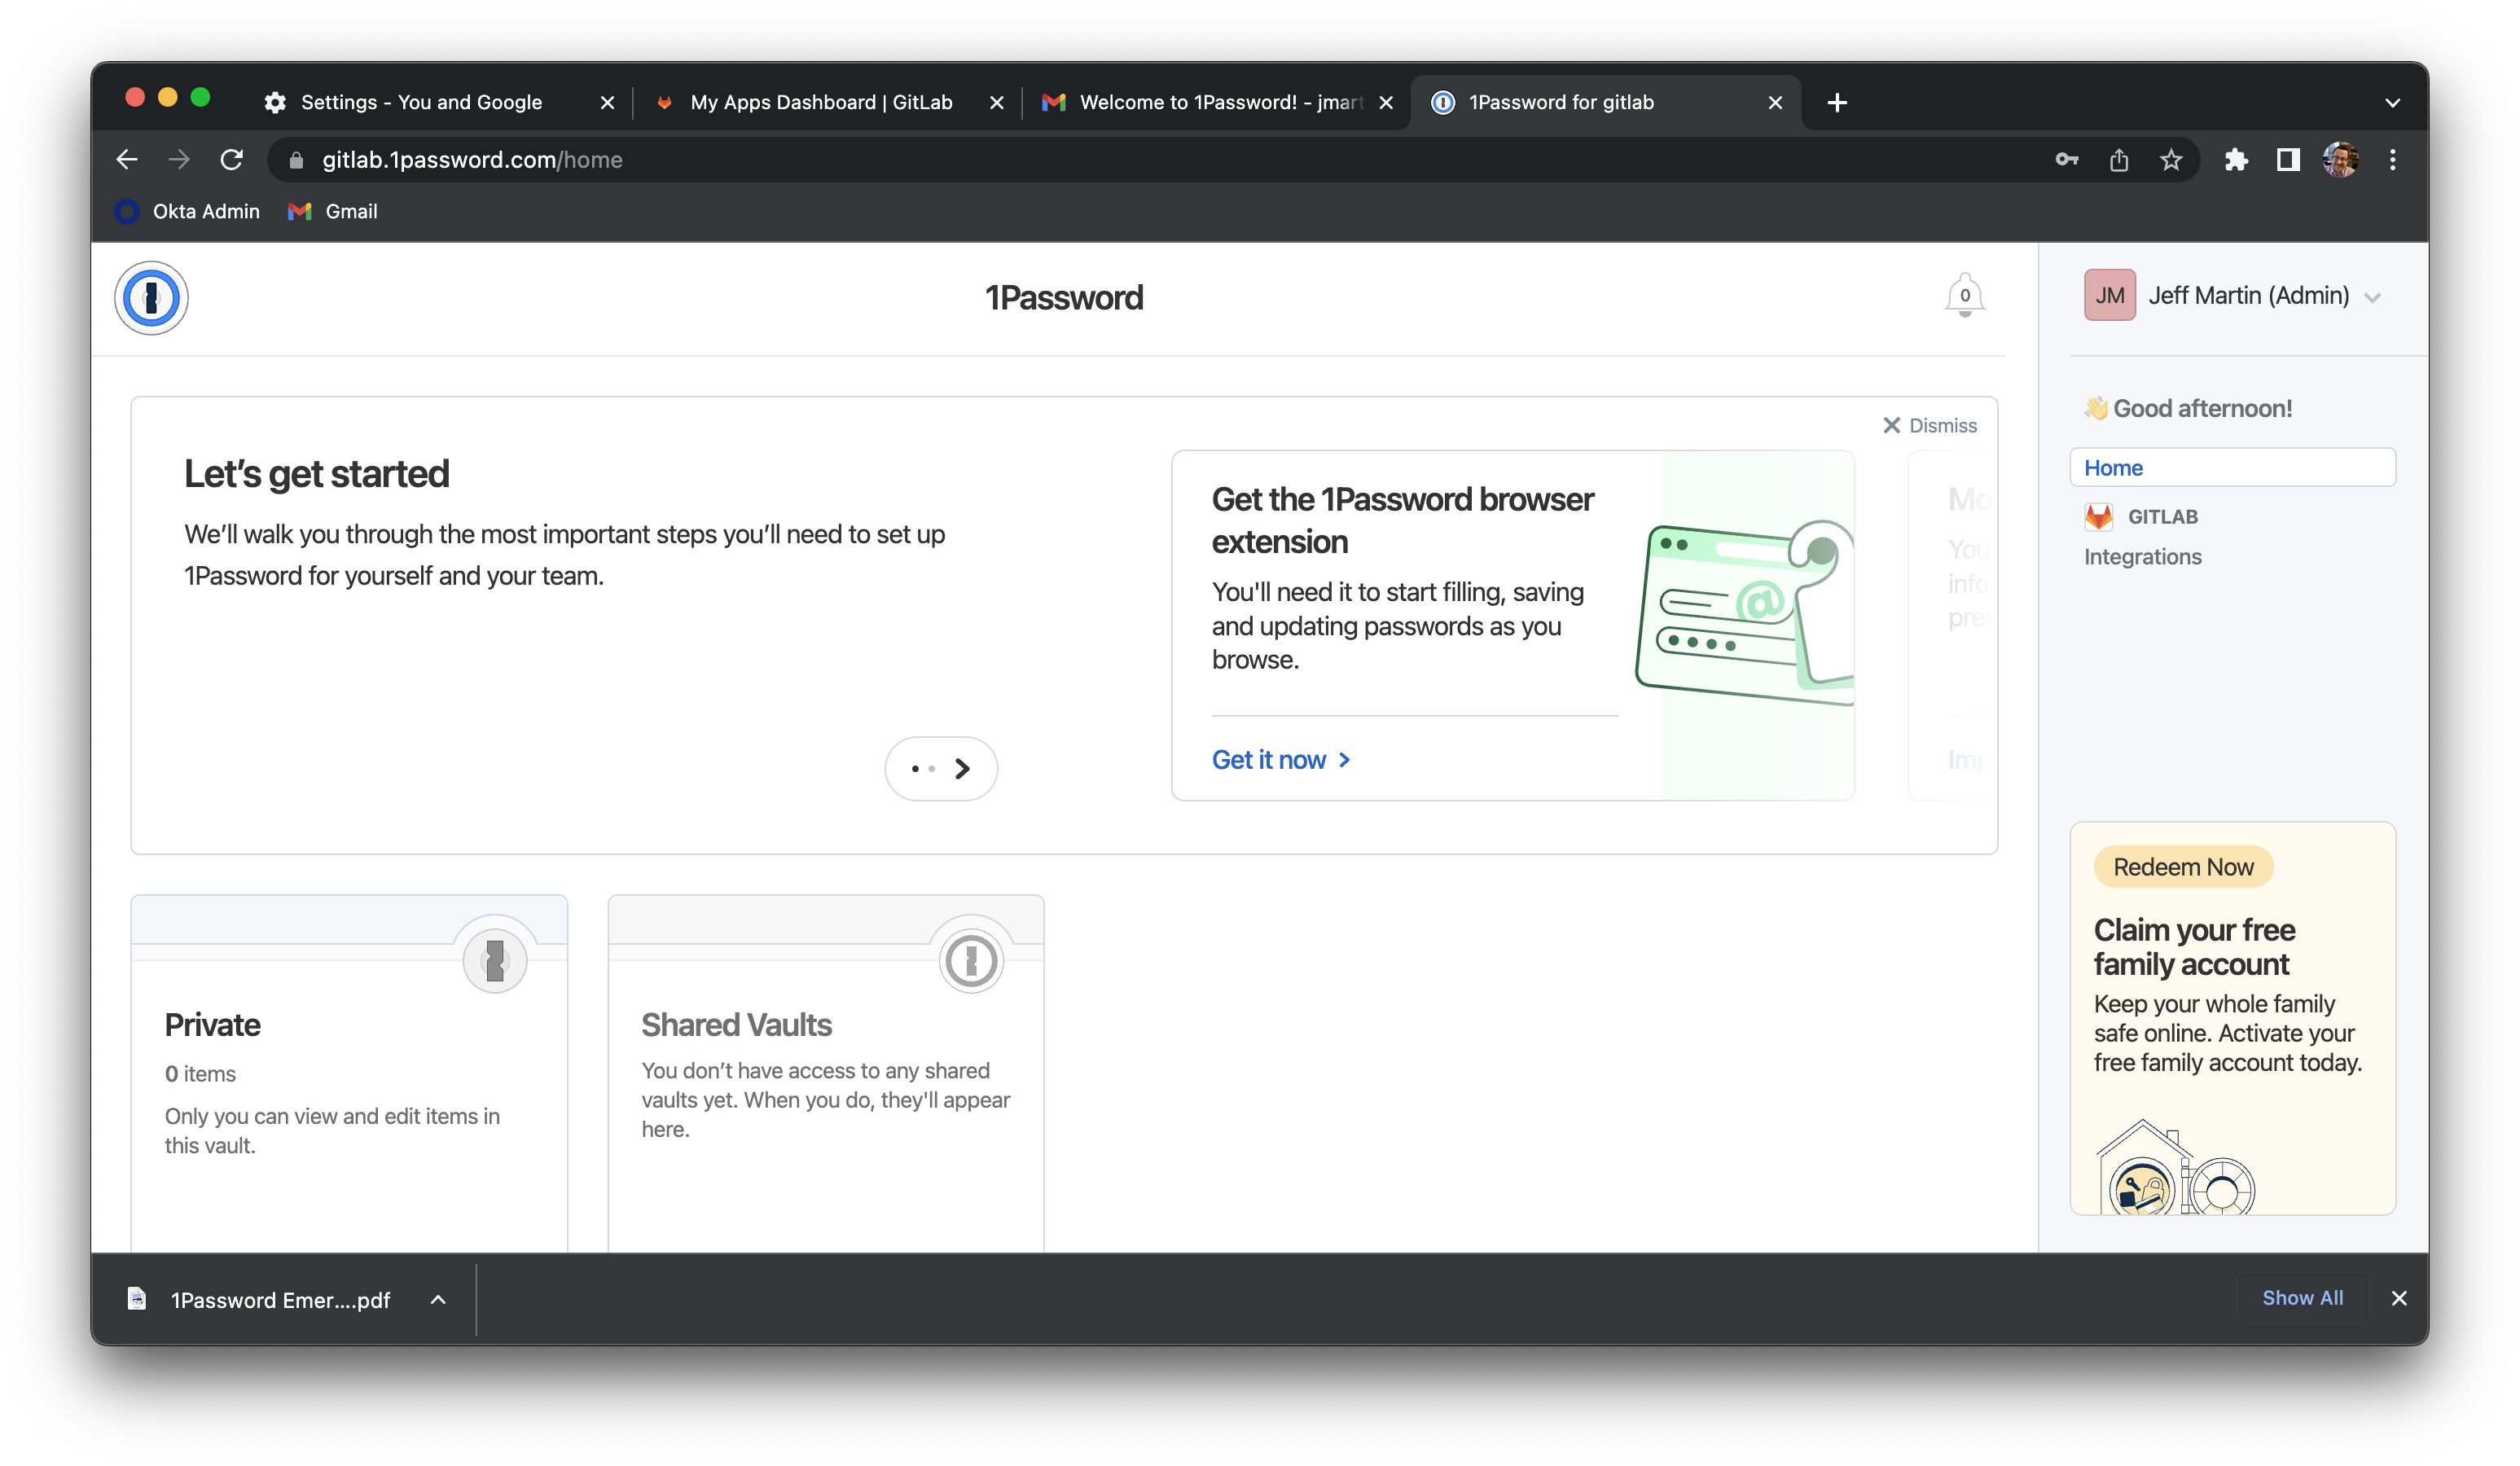 Settings - You and Google
My Apps Dashboard | GitLab
Welcome to 1Password! - jmart
1Password for gitlab
gitlab.1password.com/home
Okta Admin
Gmail
1Password
0
JM
Jeff Martin (Admin)
Dismiss
Let’s get started
We’ll walk you through the most important steps you’ll need to set up
1Password for yourself and your team.
Get the 1Password browser
extension
You'll need it to start filling, saving
and updating passwords as you
browse.
@
Get it now
Mo
You
info
prev
Imp
👋 Good afternoon!
Home
GITLAB
Integrations
Redeem Now
Claim your free
family account
Keep your whole family
safe online. Activate your
free family account today.
Private
0 items
Only you can view and edit items in
this vault.
Shared Vaults
You don’t have access to any shared
vaults yet. When you do, they'll appear
here.
1Password Emer....pdf
Show All